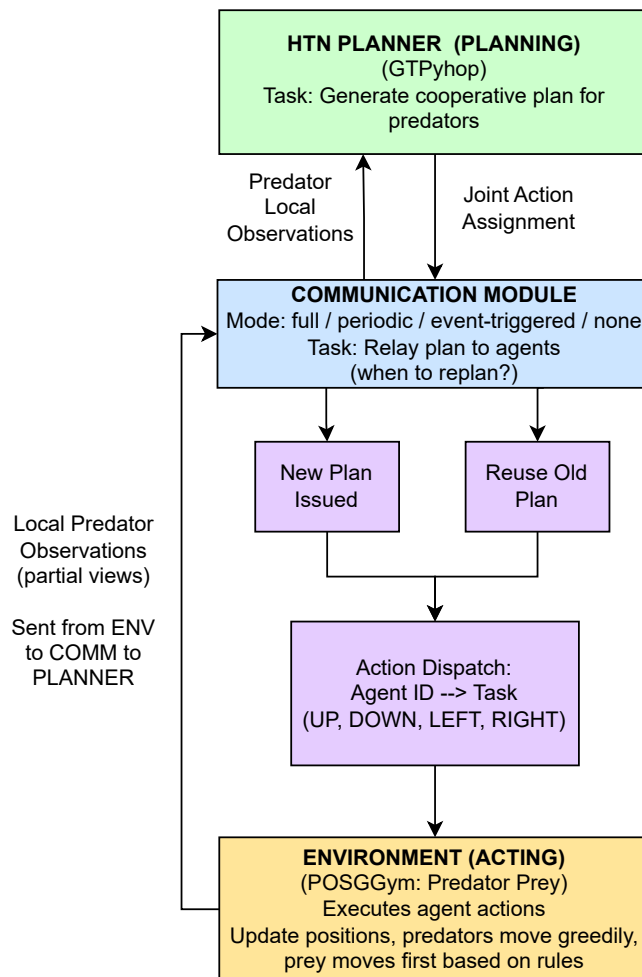 HTN PLANNER (PLANNING)
(GTPyhop)
Task: Generate cooperative plan for
predators
Predator
Local
Observations
Joint Action
Assignment
COMMUNICATION MODULE
Mode: full / periodic / event-triggered / none
Task: Relay plan to agents
(when to replan?)
New Plan
Issued
Reuse Old
Plan
Local Predator
Observations
(partial views)
Sent from ENV
to COMM to
PLANNER
Action Dispatch:
Agent ID --> Task
(UP, DOWN, LEFT, RIGHT)
ENVIRONMENT (ACTING)
(POSGGym: Predator Prey)
Executes agent actions
Update positions, predators move greedily,
prey moves first based on rules